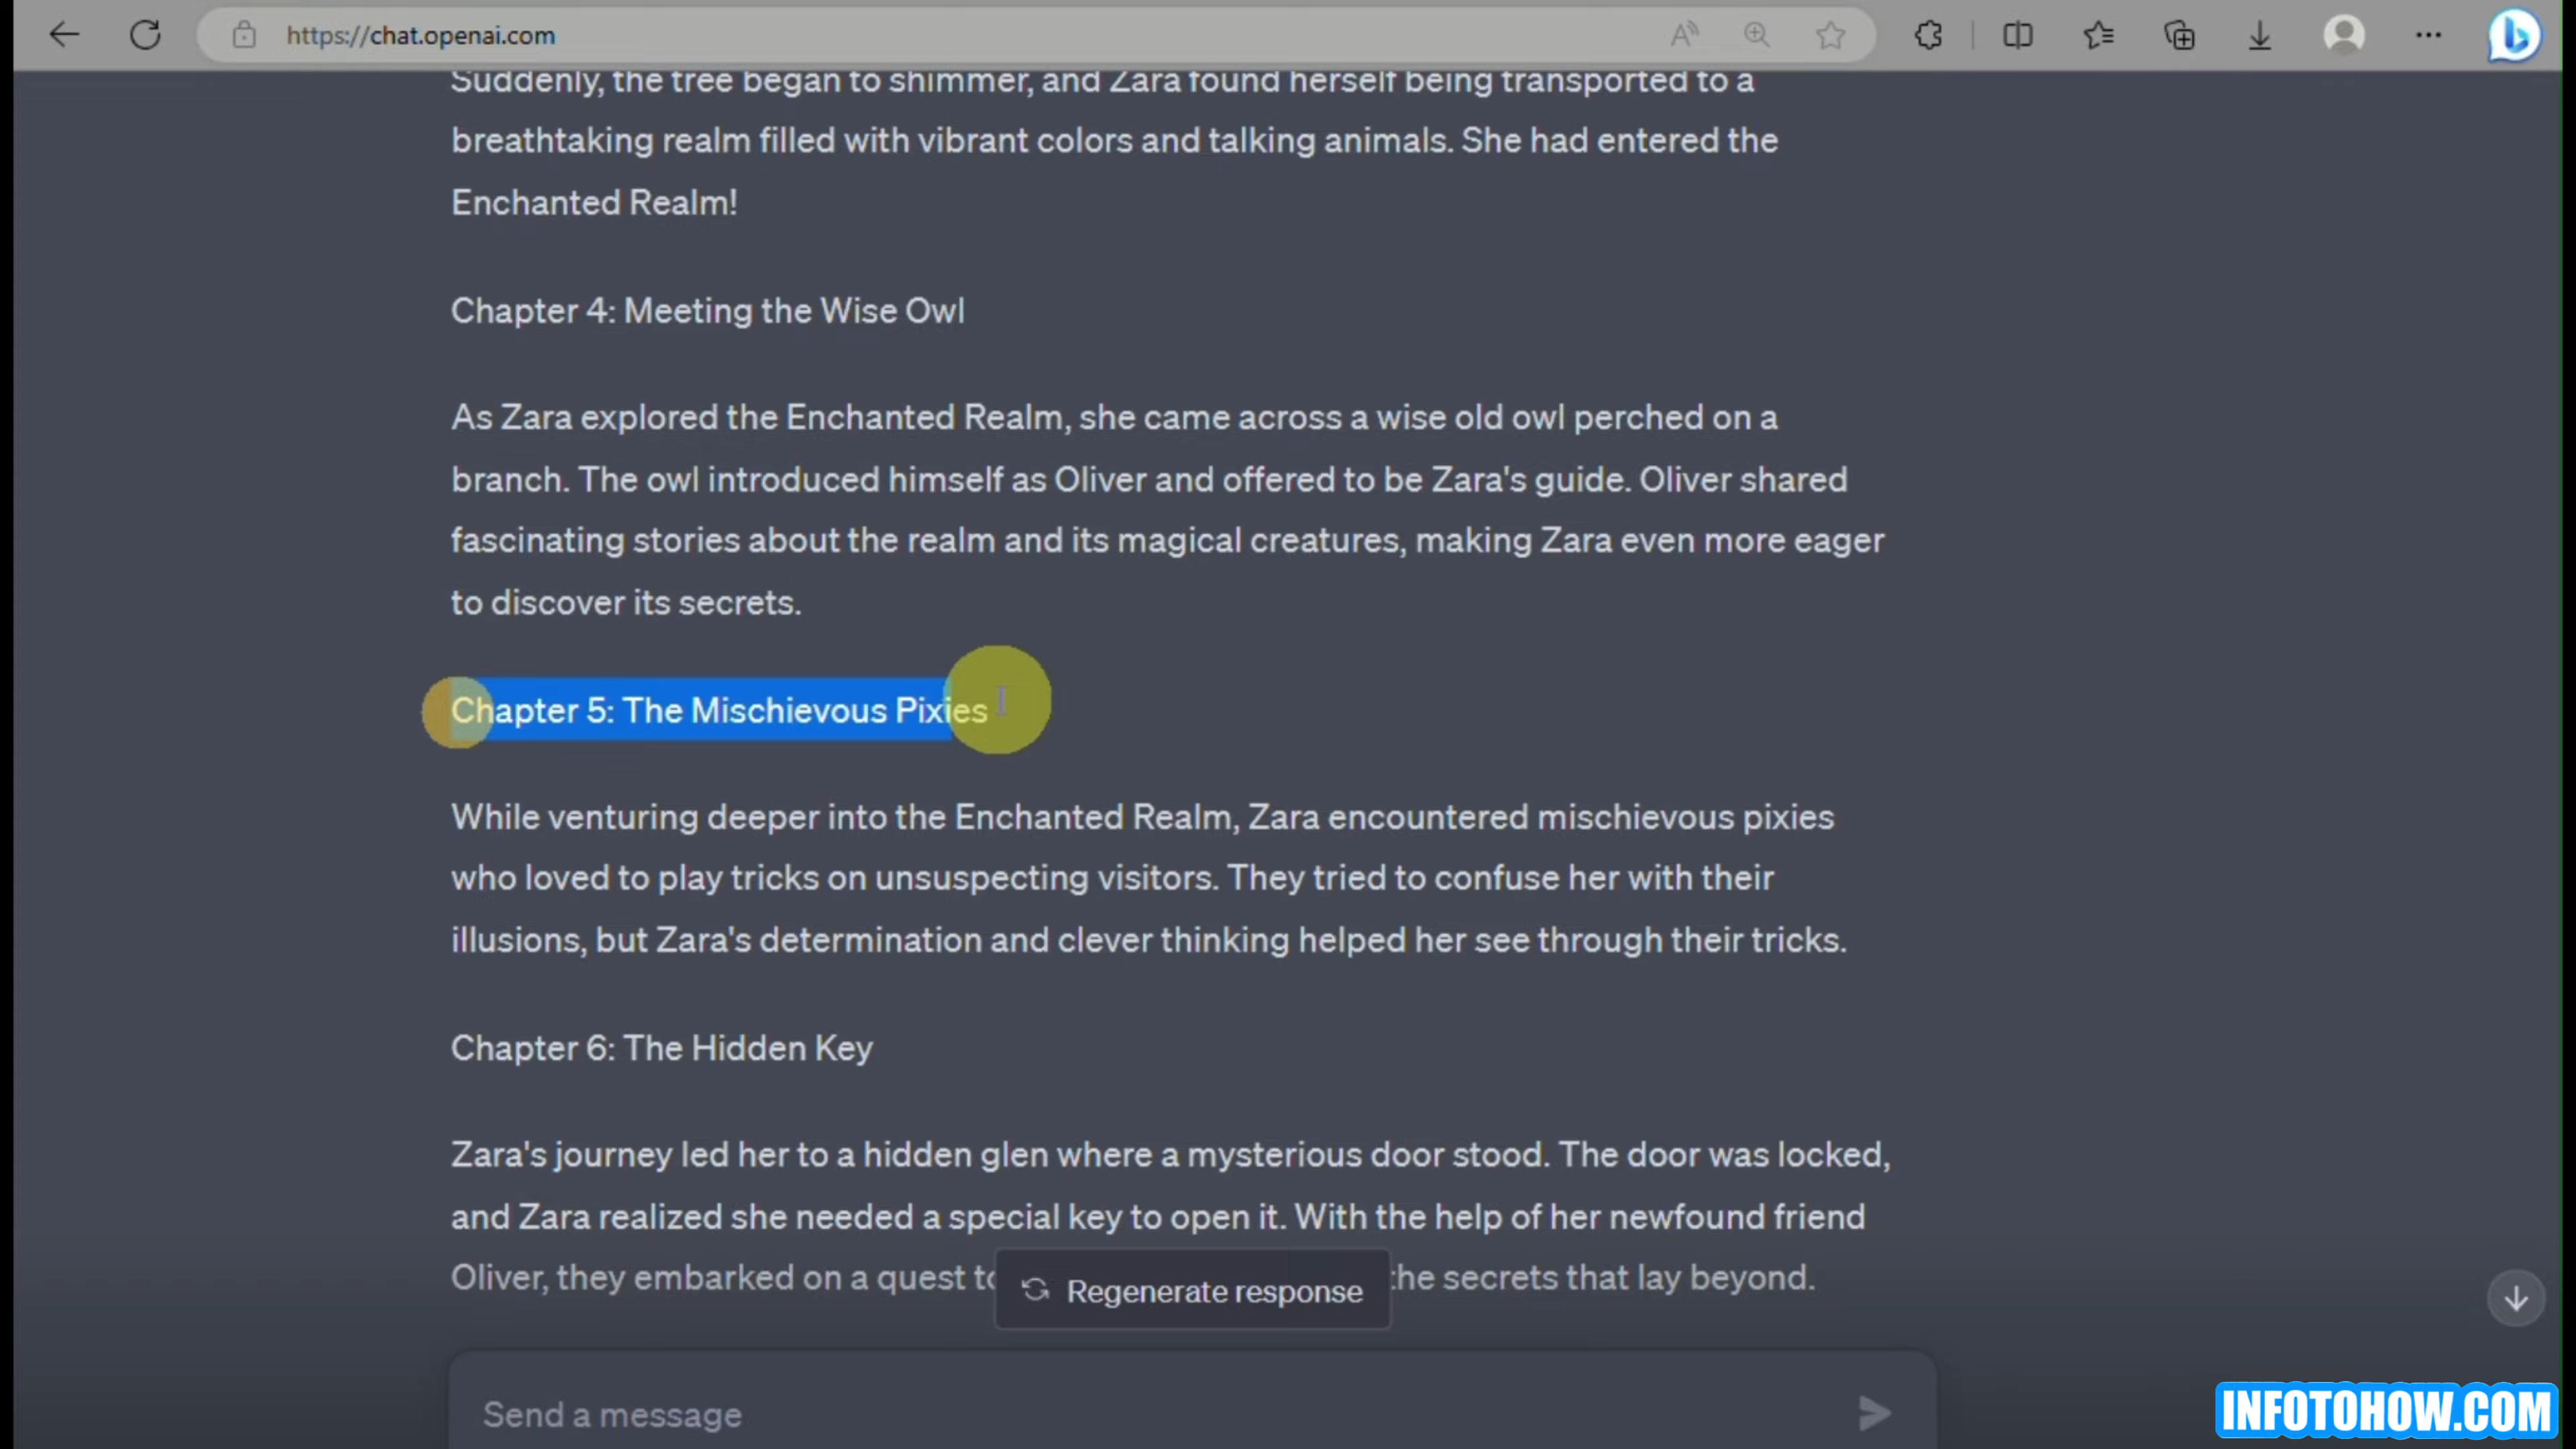 https://chat.openai.com
Suddenly, the tree began to shimmer, and Zara found herself being transported to a
breathtaking realm filled with vibrant colors and talking animals. She had entered the
Enchanted Realm!
Chapter 4: Meeting the Wise Owl
As Zara explored the Enchanted Realm, she came across a wise old owl perched on a
branch. The owl introduced himself as Oliver and offered to be Zara's guide. Oliver shared
fascinating stories about the realm and its magical creatures, making Zara even more eager
to discover its secrets.
Chapter 5: The Mischievous Pixies
While venturing deeper into the Enchanted Realm, Zara encountered mischievous pixies
who loved to play tricks on unsuspecting visitors. They tried to confuse her with their
illusions, but Zara's determination and clever thinking helped her see through their tricks.
Chapter 6: The Hidden Key
Zara's journey led her to a hidden glen where a mysterious door stood. The door was locked,
and Zara realized she needed a special key to open it. With the help of her newfound friend
Oliver, they embarked on a quest the secrets that lay beyond.
Regenerate response
Send a message
INFOTOHOW.COM